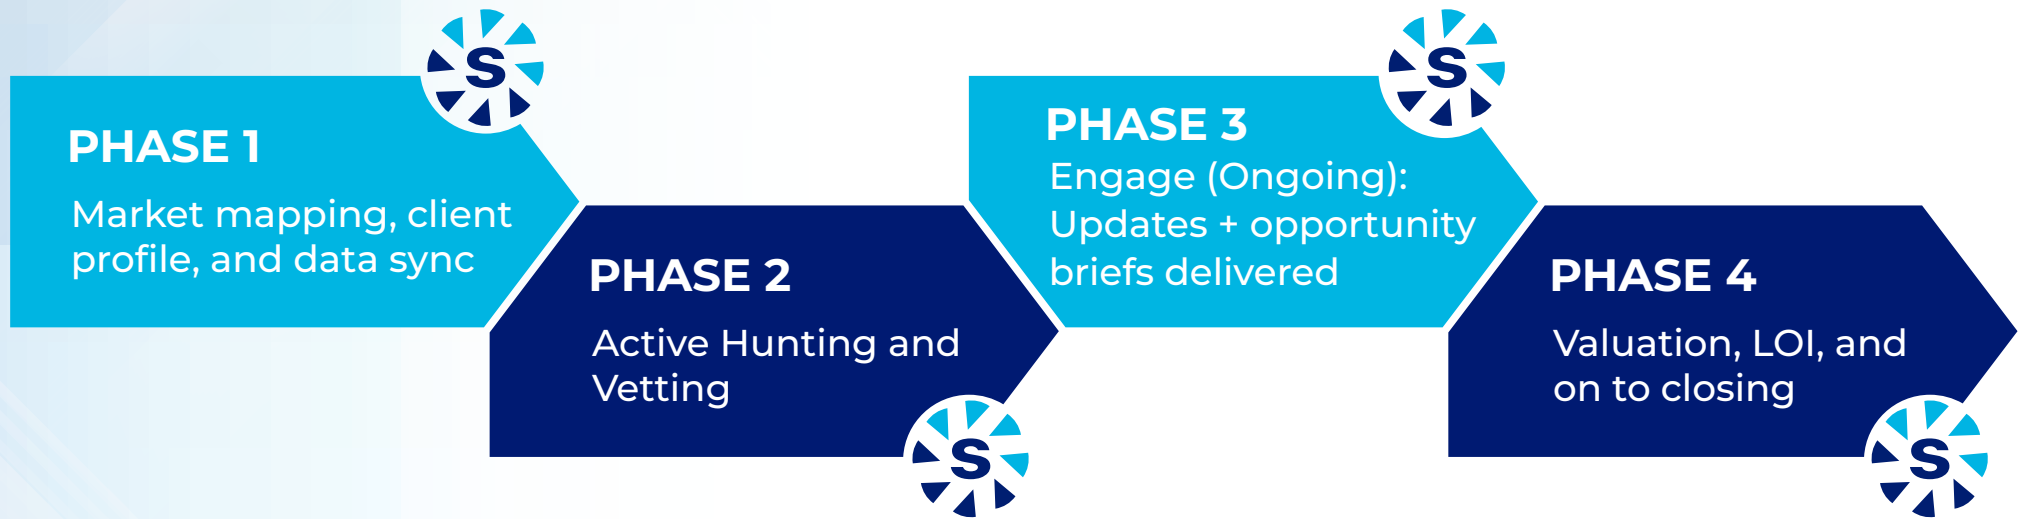 PHASE 1
Market mapping, client
profile, and data sync
S
PHASE 2
Active Hunting and
Vetting
S
PHASE 3
Engage (Ongoing):
Updates + opportunity
briefs delivered
S
PHASE 4
Valuation, LOI, and
on to closing
S